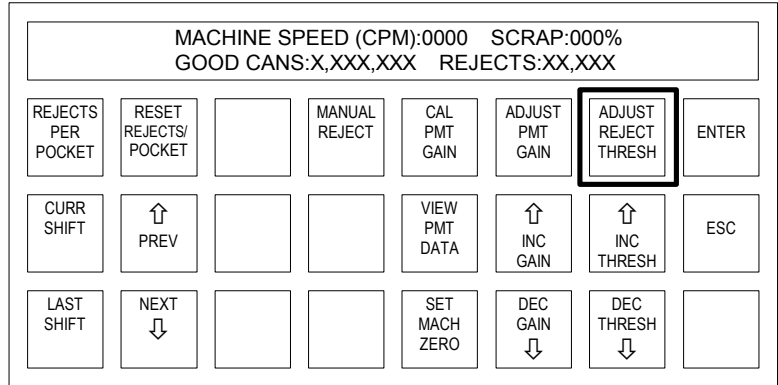 MACHINE SPEED (CPM):0000 SCRAP:000%
GOOD CANS:X,XXX,XXX REJECTS:XX,XXX
REJECTS
PER
POCKET
RESET
REJECTS/
POCKET
MANUAL
REJECT
CAL
PMT
GAIN
ADJUST
PMT
GAIN
ADJUST
REJECT
THRESH
ENTER
CURR
SHIFT
⇧
PREV
VIEW
PMT
DATA
⇧
INC
GAIN
⇧
INC
THRESH
ESC
LAST
SHIFT
NEXT
⇩
SET
MACH
ZERO
DEC
GAIN
⇩
DEC
THRESH
⇩